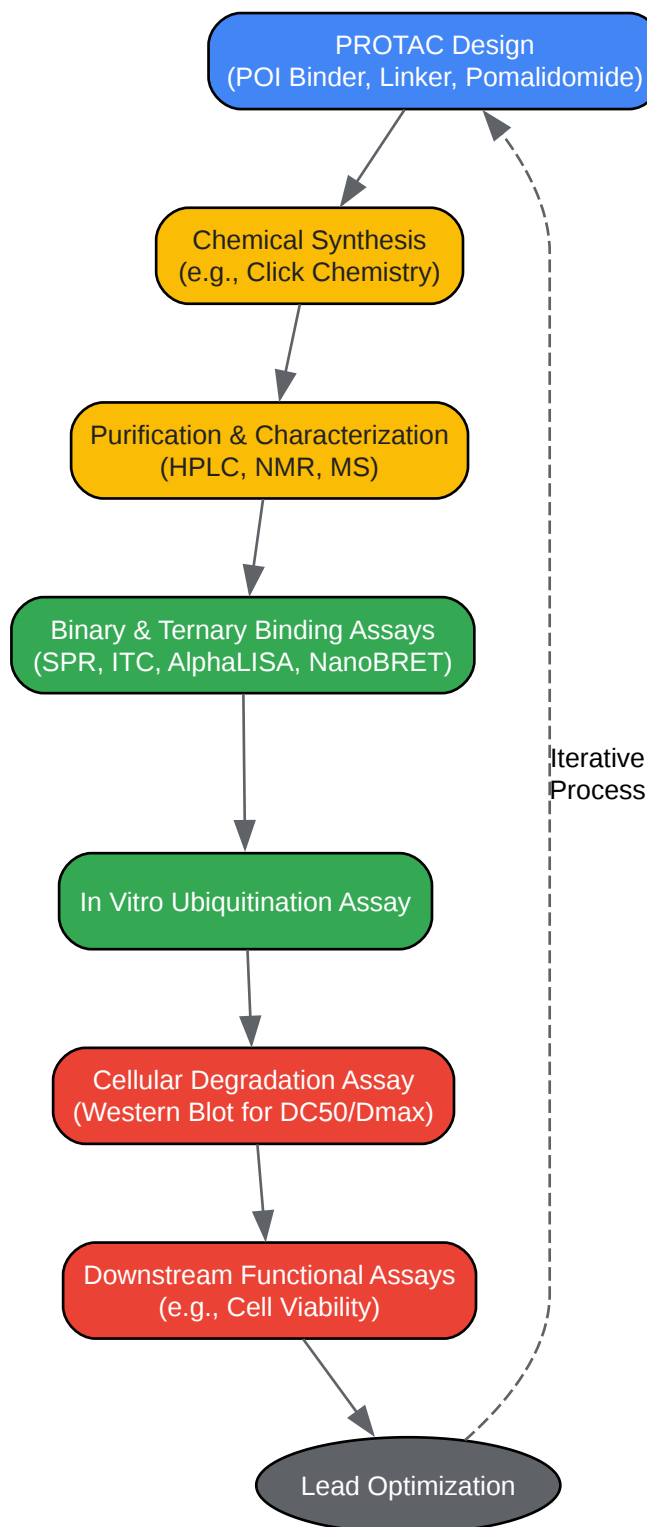 PROTAC Design
(POI Binder, Linker, Pomalidomide)
Chemical Synthesis
(e.g., Click Chemistry)
Purification & Characterization
(HPLC, NMR, MS)
Binary & Ternary Binding Assays
(SPR, ITC, AlphaLISA, NanoBRET)
Iterative
Process
In Vitro Ubiquitination Assay
Cellular Degradation Assay
(Western Blot for DC50/Dmax)
Downstream Functional Assays
(e.g., Cell Viability)
Lead Optimization